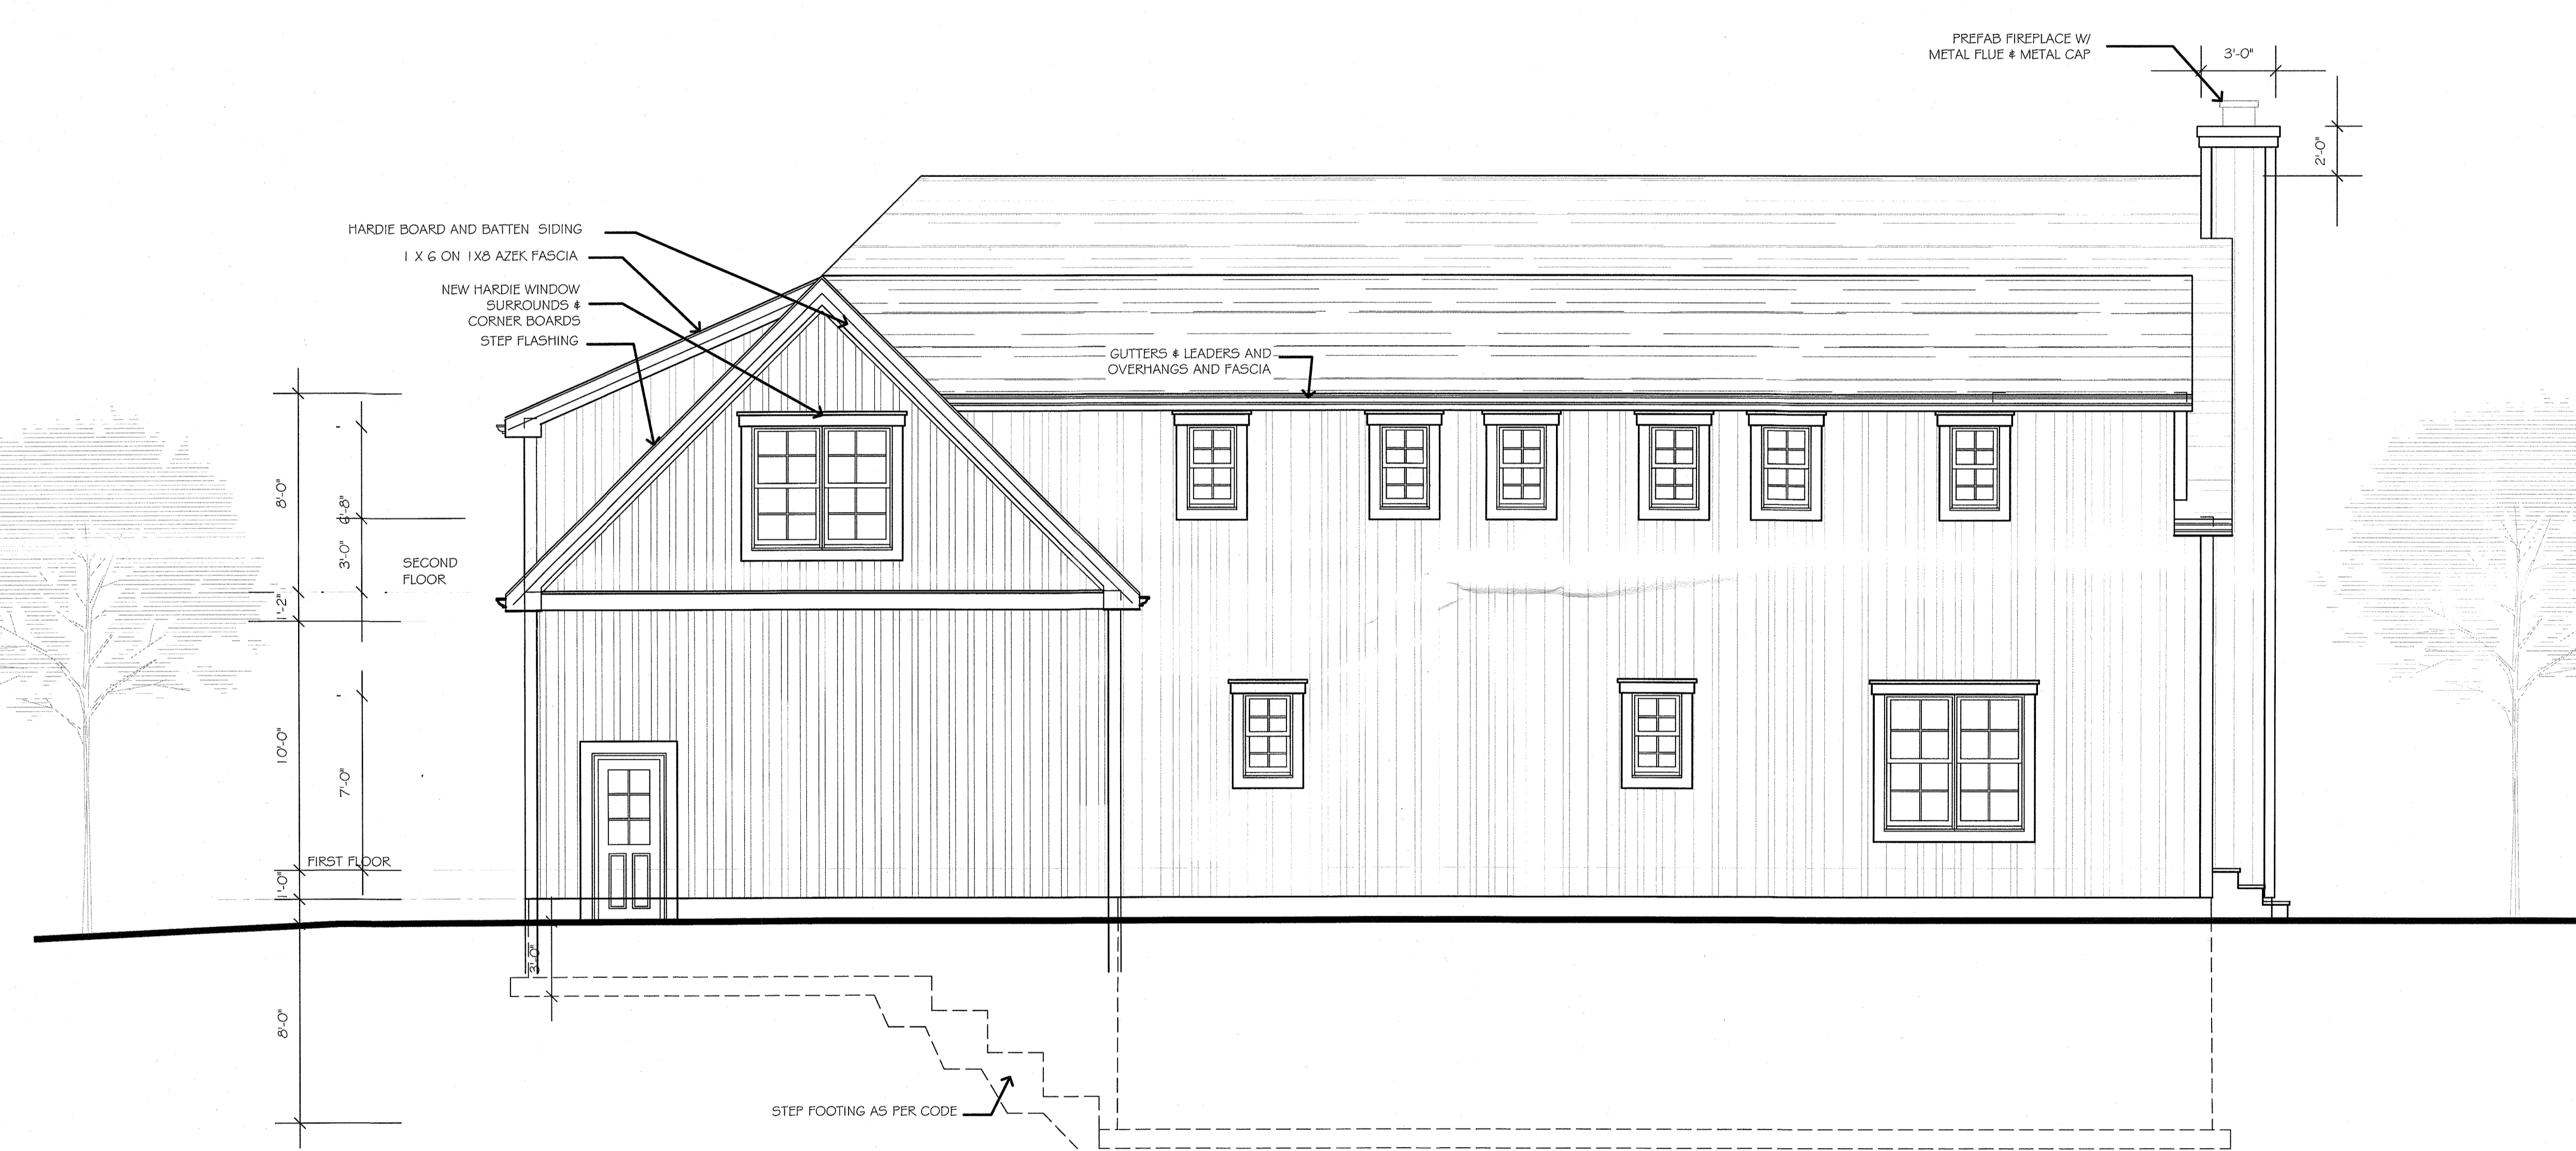 PREFAB FIREPLACE W/
METAL FLUE & METAL CAP
3'-0"
2'-0"
HARDIE BOARD AND BATTEN SIDING
1 X 6 ON 1X8 AZEK FASCIA
NEW HARDIE WINDOW
SURROUNDS &
CORNER BOARDS
STEP FLASHING
GUTTERS & LEADERS AND
OVERHANGS AND FASCIA
8'-0"
6'-8"
3'-0"
SECOND
FLOOR
1'-2"
10'-0"
7'-0"
FIRST FLOOR
1'-0"
3'-0"
8'-0"
STEP FOOTING AS PER CODE